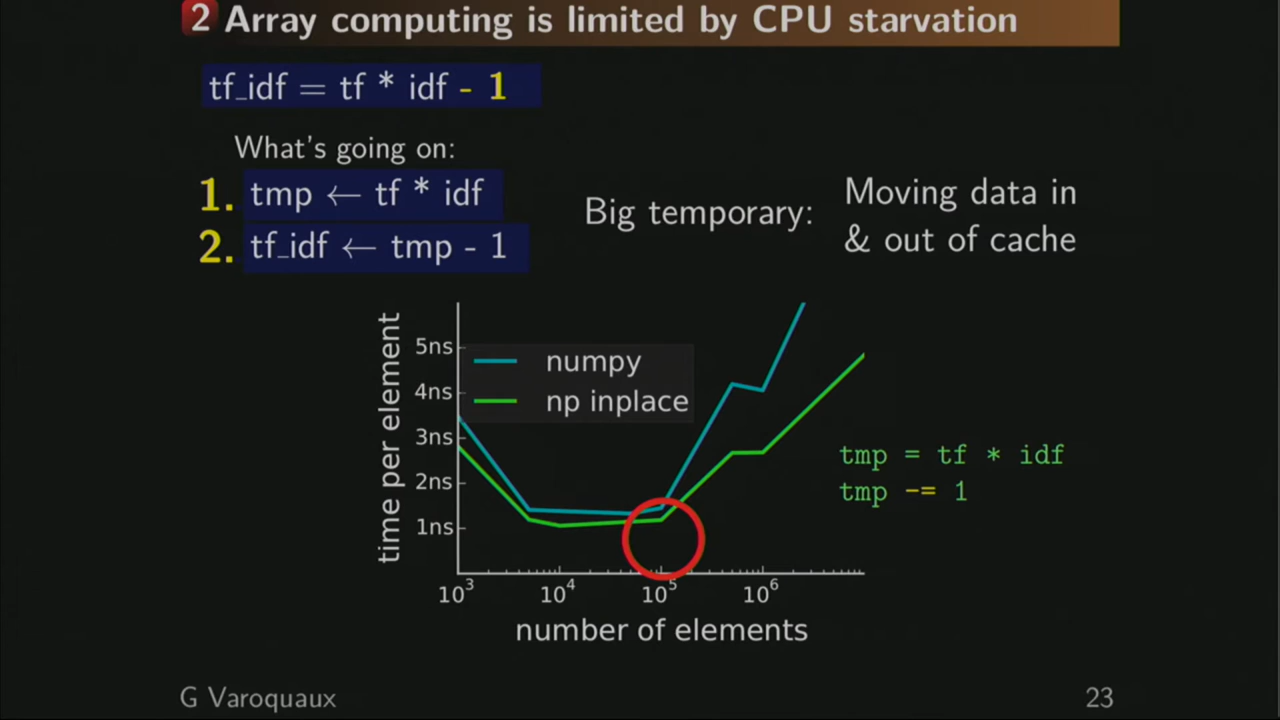 2 Array computing is limited by CPU starvation
tf_idf = tf * idf - 1
What's going on:
1. tmp ← tf * idf
2. tf_idf ← tmp - 1
Big temporary:
Moving data in
& out of cache
time per element
5ns
4ns
3ns
2ns
1ns
numpy
np inplace
10³ 10⁴ 10⁵ 10⁶
number of elements
tmp = tf * idf
tmp -= 1
G Varoquaux
23